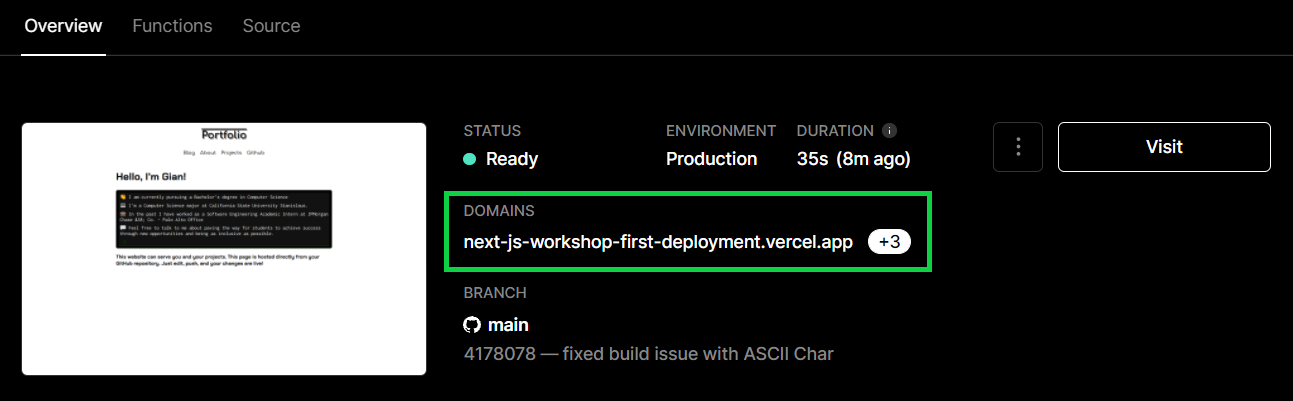 Overview Functions Source
Portfolio
Blog About Projects Github
Hello, I'm Gian!
I am currently pursuing a Bachelor's degree in Computer Science
I'm a Computer Science major at California State University Stanislaus.
In the past I have worked as a Software Engineering Academic Intern at JPMorgan
Chase &
Co. - Palo Alto Office
Feel free to talk to me about paving the way for students to achieve success
through new opportunities and being as inclusive as possible.
This website can serve you and your projects. This page is hosted directly from your
GitHub repository. Just edit, push, and your changes are live!
STATUS ENVIRONMENT DURATION
Ready Production 35s (8m ago)
Visit
DOMAINS
next-js-workshop-first-deployment.vercel.app +3
BRANCH
main
4178078 — fixed build issue with ASCII Char